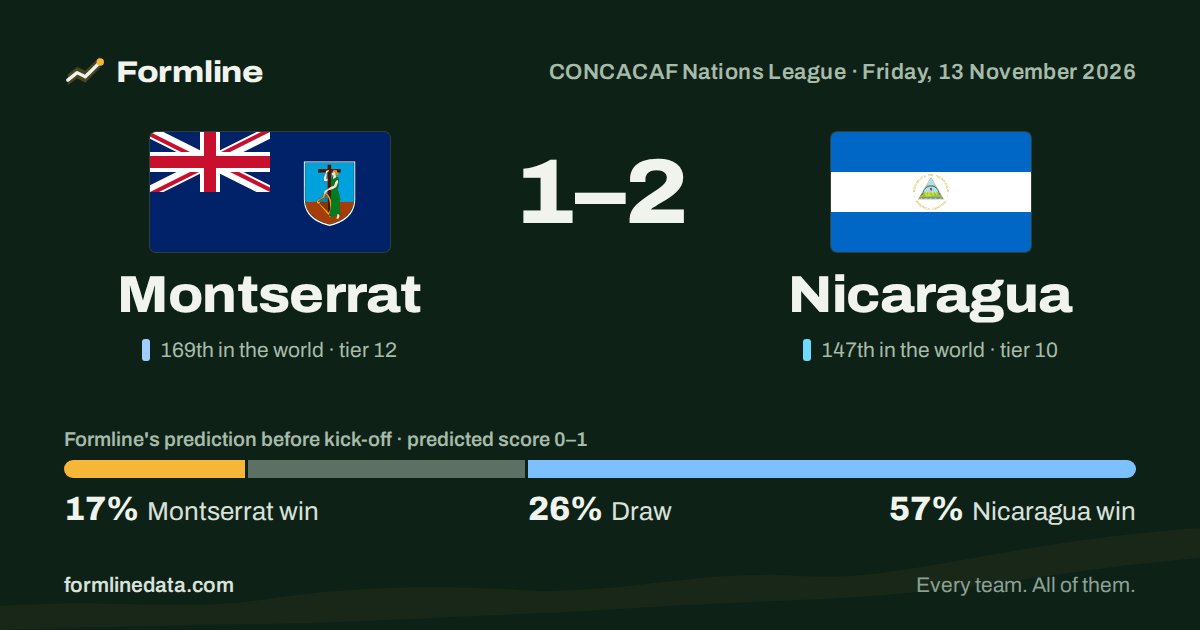 Formline
CONCACAF Nations League · Friday, 13 November 2026
1–2
Montserrat
Nicaragua
169th in the world · tier 12
147th in the world · tier 10
Formline's prediction before kick-off · predicted score 0–1
17% Montserrat win
26% Draw
57% Nicaragua win
formlinedata.com
Every team. All of them.